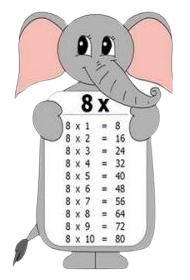 8 x
8 x 1 = 8
8 x 2 = 16
8 x 3 = 24
8 x 4 = 32
8 x 5 = 40
8 x 6 = 48
8 x 7 = 56
8 x 8 = 64
8 x 9 = 72
8 x 10 = 80